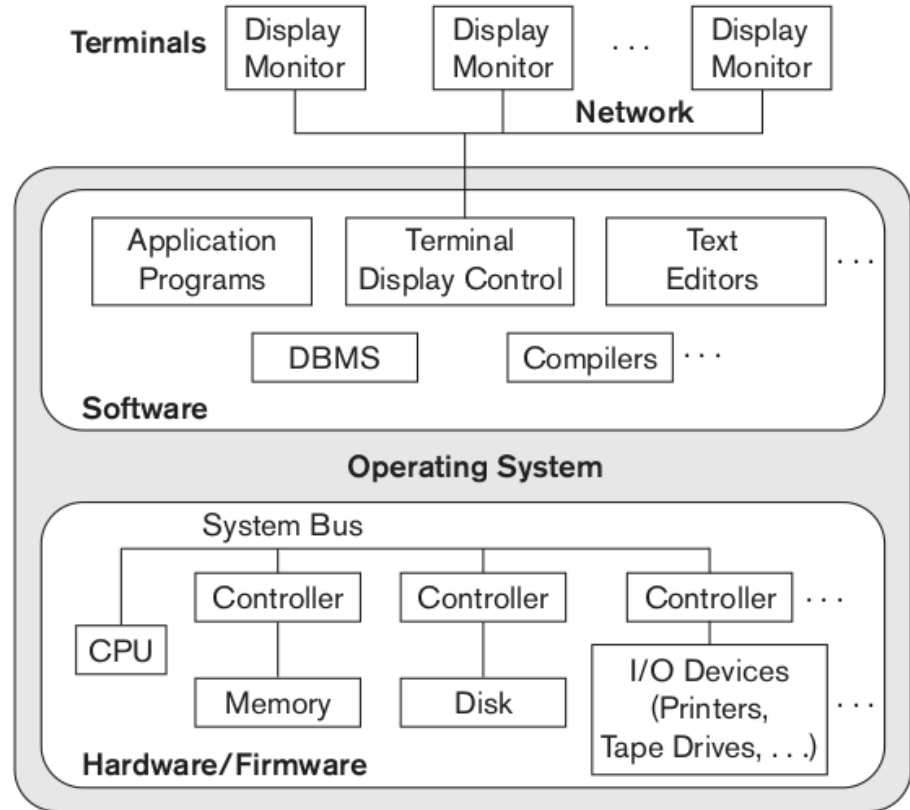 Terminals
Display
Monitor
Display
Monitor
. . .
Display
Monitor
Network
Application
Programs
Terminal
Display Control
Text
Editors
. . .
DBMS
Compilers
. . .
Software
Operating System
System Bus
Controller
Controller
Controller
. . .
CPU
Memory
Disk
I/O Devices
(Printers,
Tape Drives, . . .)
. . .
Hardware/Firmware